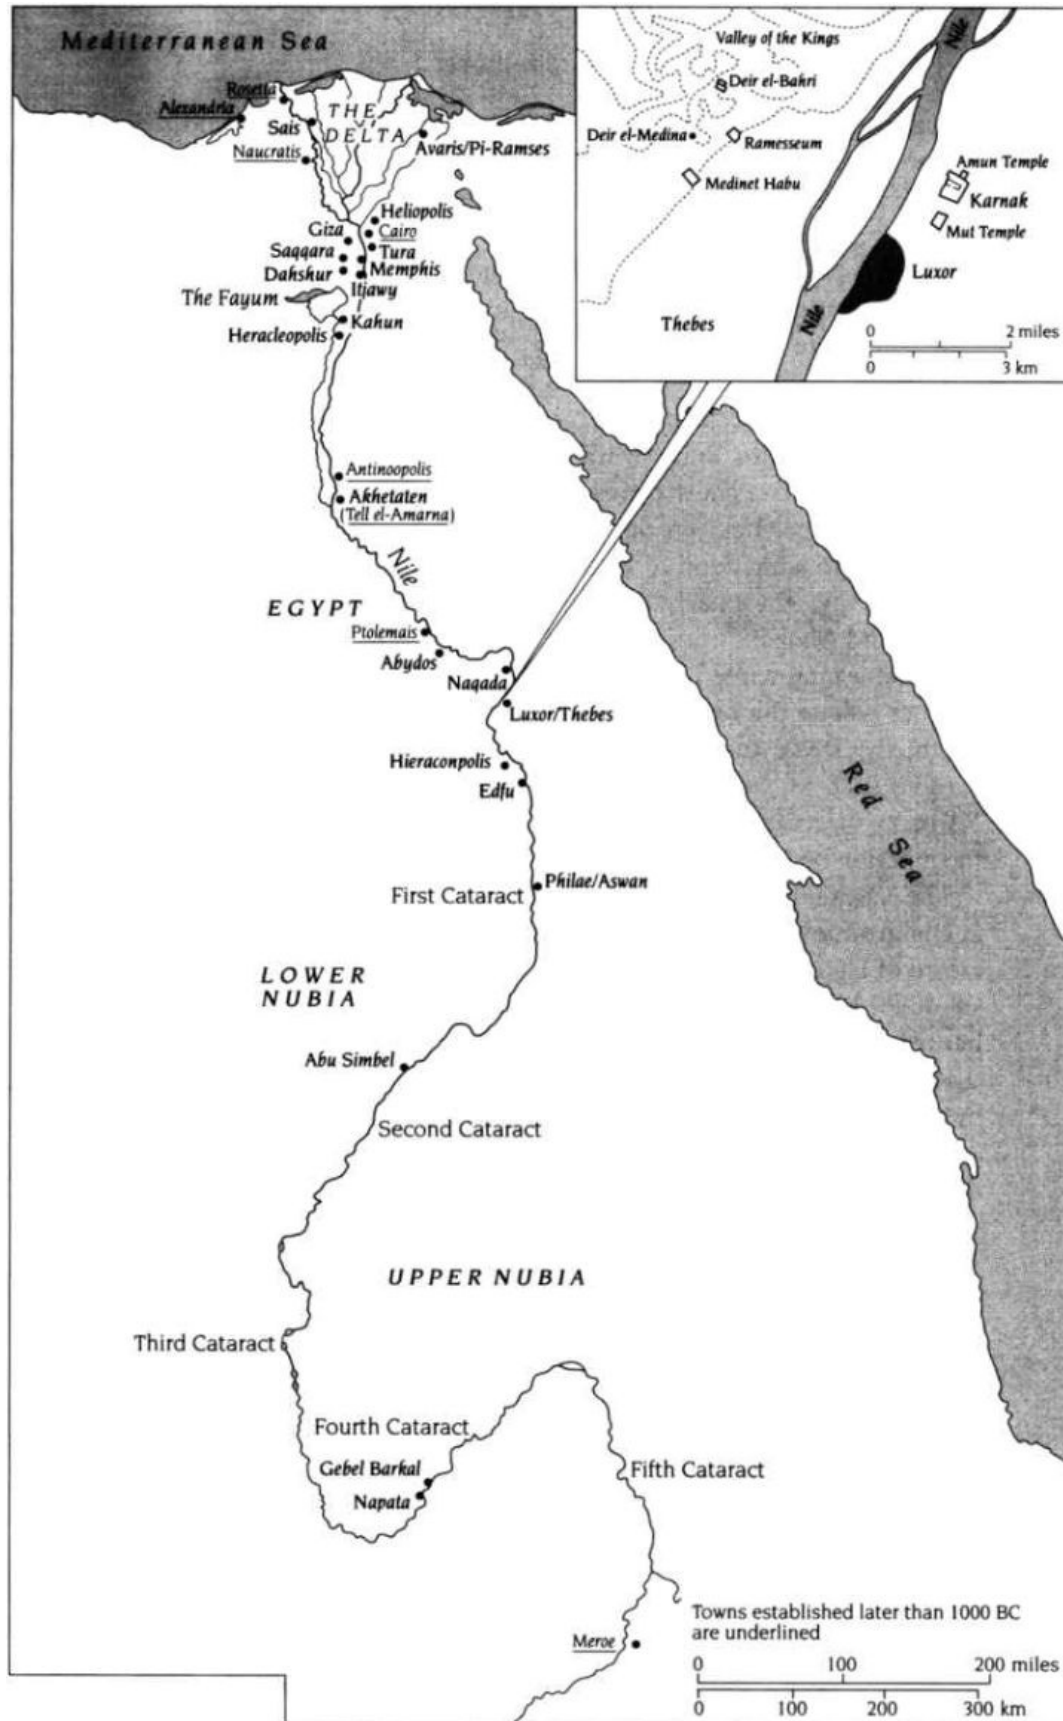 Mediterranean Sea
Rosetta
Alexandria
THE
DELTA
Sais
Naucratis
Avaris/Pi-Ramses
Heliopolis
Giza
Cairo
Saqqara
Tura
Dahshur
Memphis
Itjawy
The Fayum
Kahun
Heracleopolis
Antinoopolis
Akhetaten
(Tell el-Amarna)
Nile
EGYPT
Ptolemais
Abydos
Naqada
Luxor/Thebes
Hieraconpolis
Edfu
Red Sea
First Cataract
Philae/Aswan
LOWER
NUBIA
Abu Simbel
Second Cataract
UPPER NUBIA
Third Cataract
Fourth Cataract
Gebel Barkal
Napata
Fifth Cataract
Meroe
Towns established later than 1000 BC
are underlined
0 100 200 miles
0 100 200 300 km
Valley of the Kings
Nile
Deir el-Bahri
Deir el-Medina
Ramesseum
Medinet Habu
Amun Temple
Karnak
Mut Temple
Luxor
Thebes
Nile
0 2 miles
0 3 km